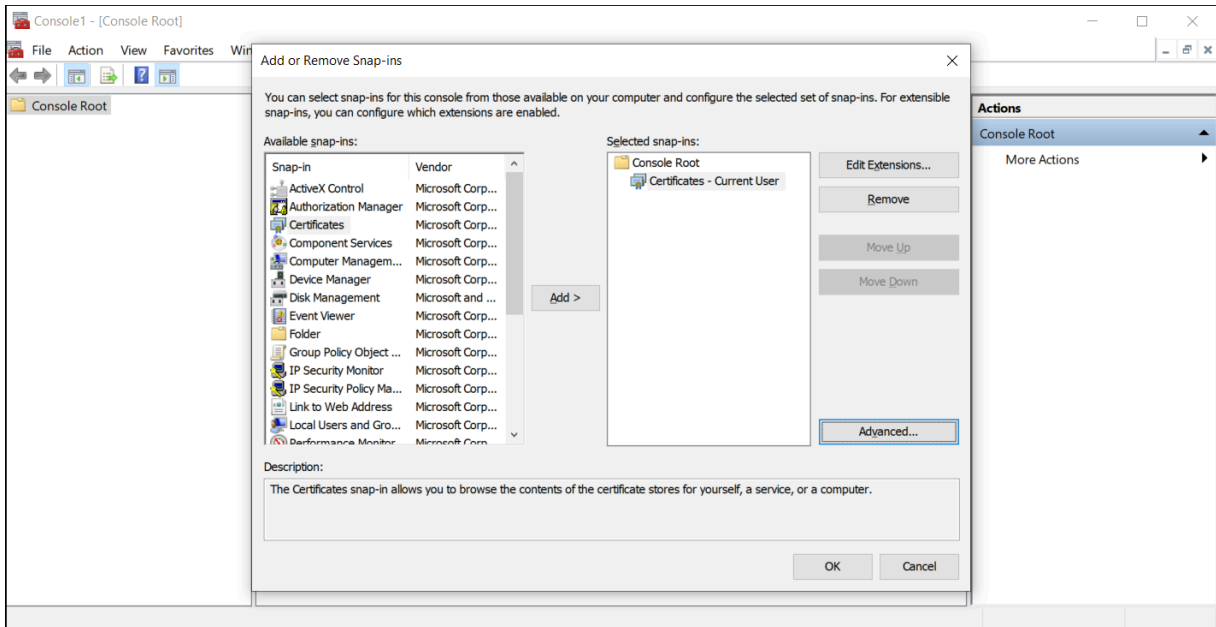 Console1 - [Console Root]
File Action View Favorites Win
Console Root
Add or Remove Snap-ins
You can select snap-ins for this console from those available on your computer and configure the selected set of snap-ins. For extensible
snap-ins, you can configure which extensions are enabled.
Available snap-ins:
Snap-in Vendor
ActiveX Control Microsoft Corp...
Authorization Manager Microsoft Corp...
Certificates Microsoft Corp...
Component Services Microsoft Corp...
Computer Managem... Microsoft Corp...
Device Manager Microsoft Corp...
Disk Management Microsoft and ...
Event Viewer Microsoft Corp...
Folder Microsoft Corp...
Group Policy Object ... Microsoft Corp...
IP Security Monitor Microsoft Corp...
IP Security Policy Ma... Microsoft Corp...
Link to Web Address Microsoft Corp...
Local Users and Gro... Microsoft Corp...
Performance Monitor Microsoft Corp...
Add >
Selected snap-ins:
Console Root
Certificates - Current User
Edit Extensions...
Remove
Move Up
Move Down
Advanced...
Description:
The Certificates snap-in allows you to browse the contents of the certificate stores for yourself, a service, or a computer.
OK Cancel
Actions
Console Root
More Actions